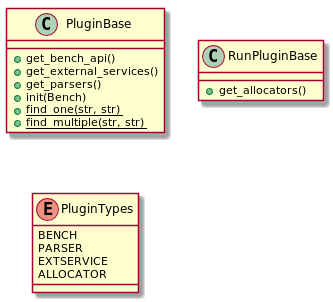 C PluginBase
get_bench_api()
get_external_services()
get_parsers()
init(Bench)
find_one(str, str)
find_multiple(str, str)
C RunPluginBase
get_allocators()
E PluginTypes
BENCH
PARSER
EXTSERVICE
ALLOCATOR